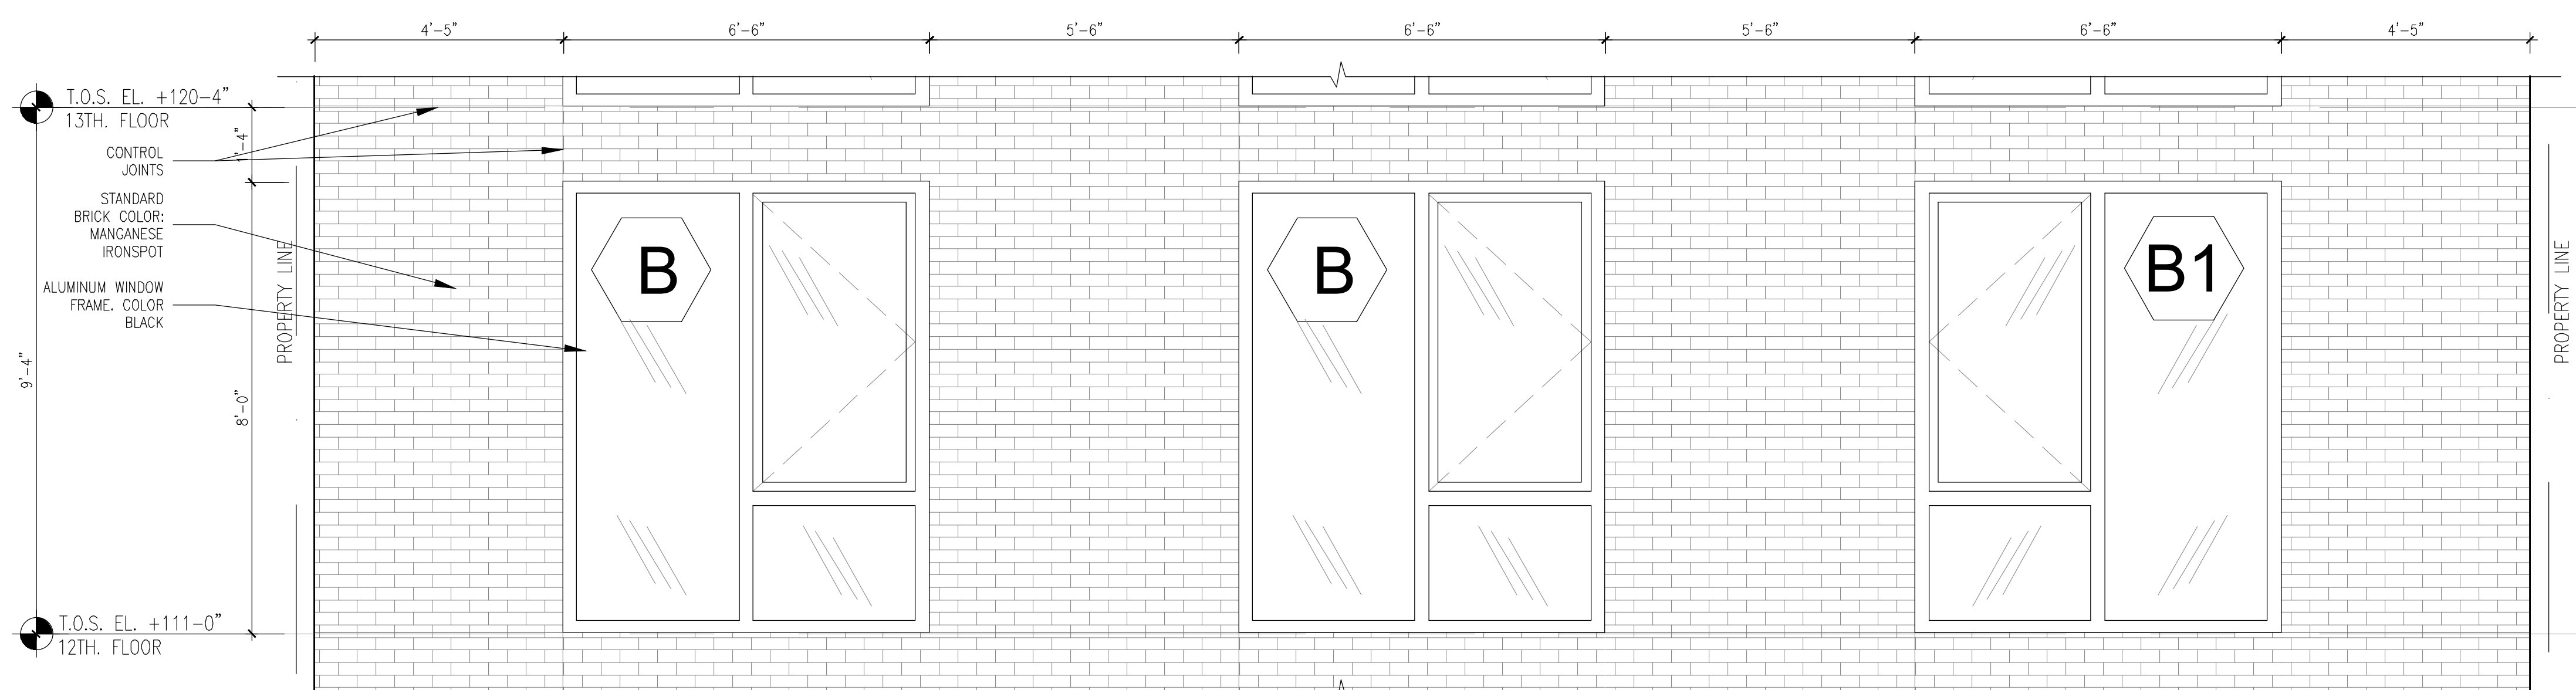 4'-5"
6'-6"
5'-6"
6'-6"
5'-6"
6'-6"
4'-5"
T.O.S. EL. +120-4"
13TH. FLOOR
1'-4"
CONTROL
JOINTS
STANDARD
BRICK COLOR:
MANGANESE
IRONSPOT
ALUMINUM WINDOW
FRAME. COLOR
BLACK
PROPERTY LINE
B
B
B1
PROPERTY LINE
9'-4"
8'-0"
T.O.S. EL. +111-0"
12TH. FLOOR